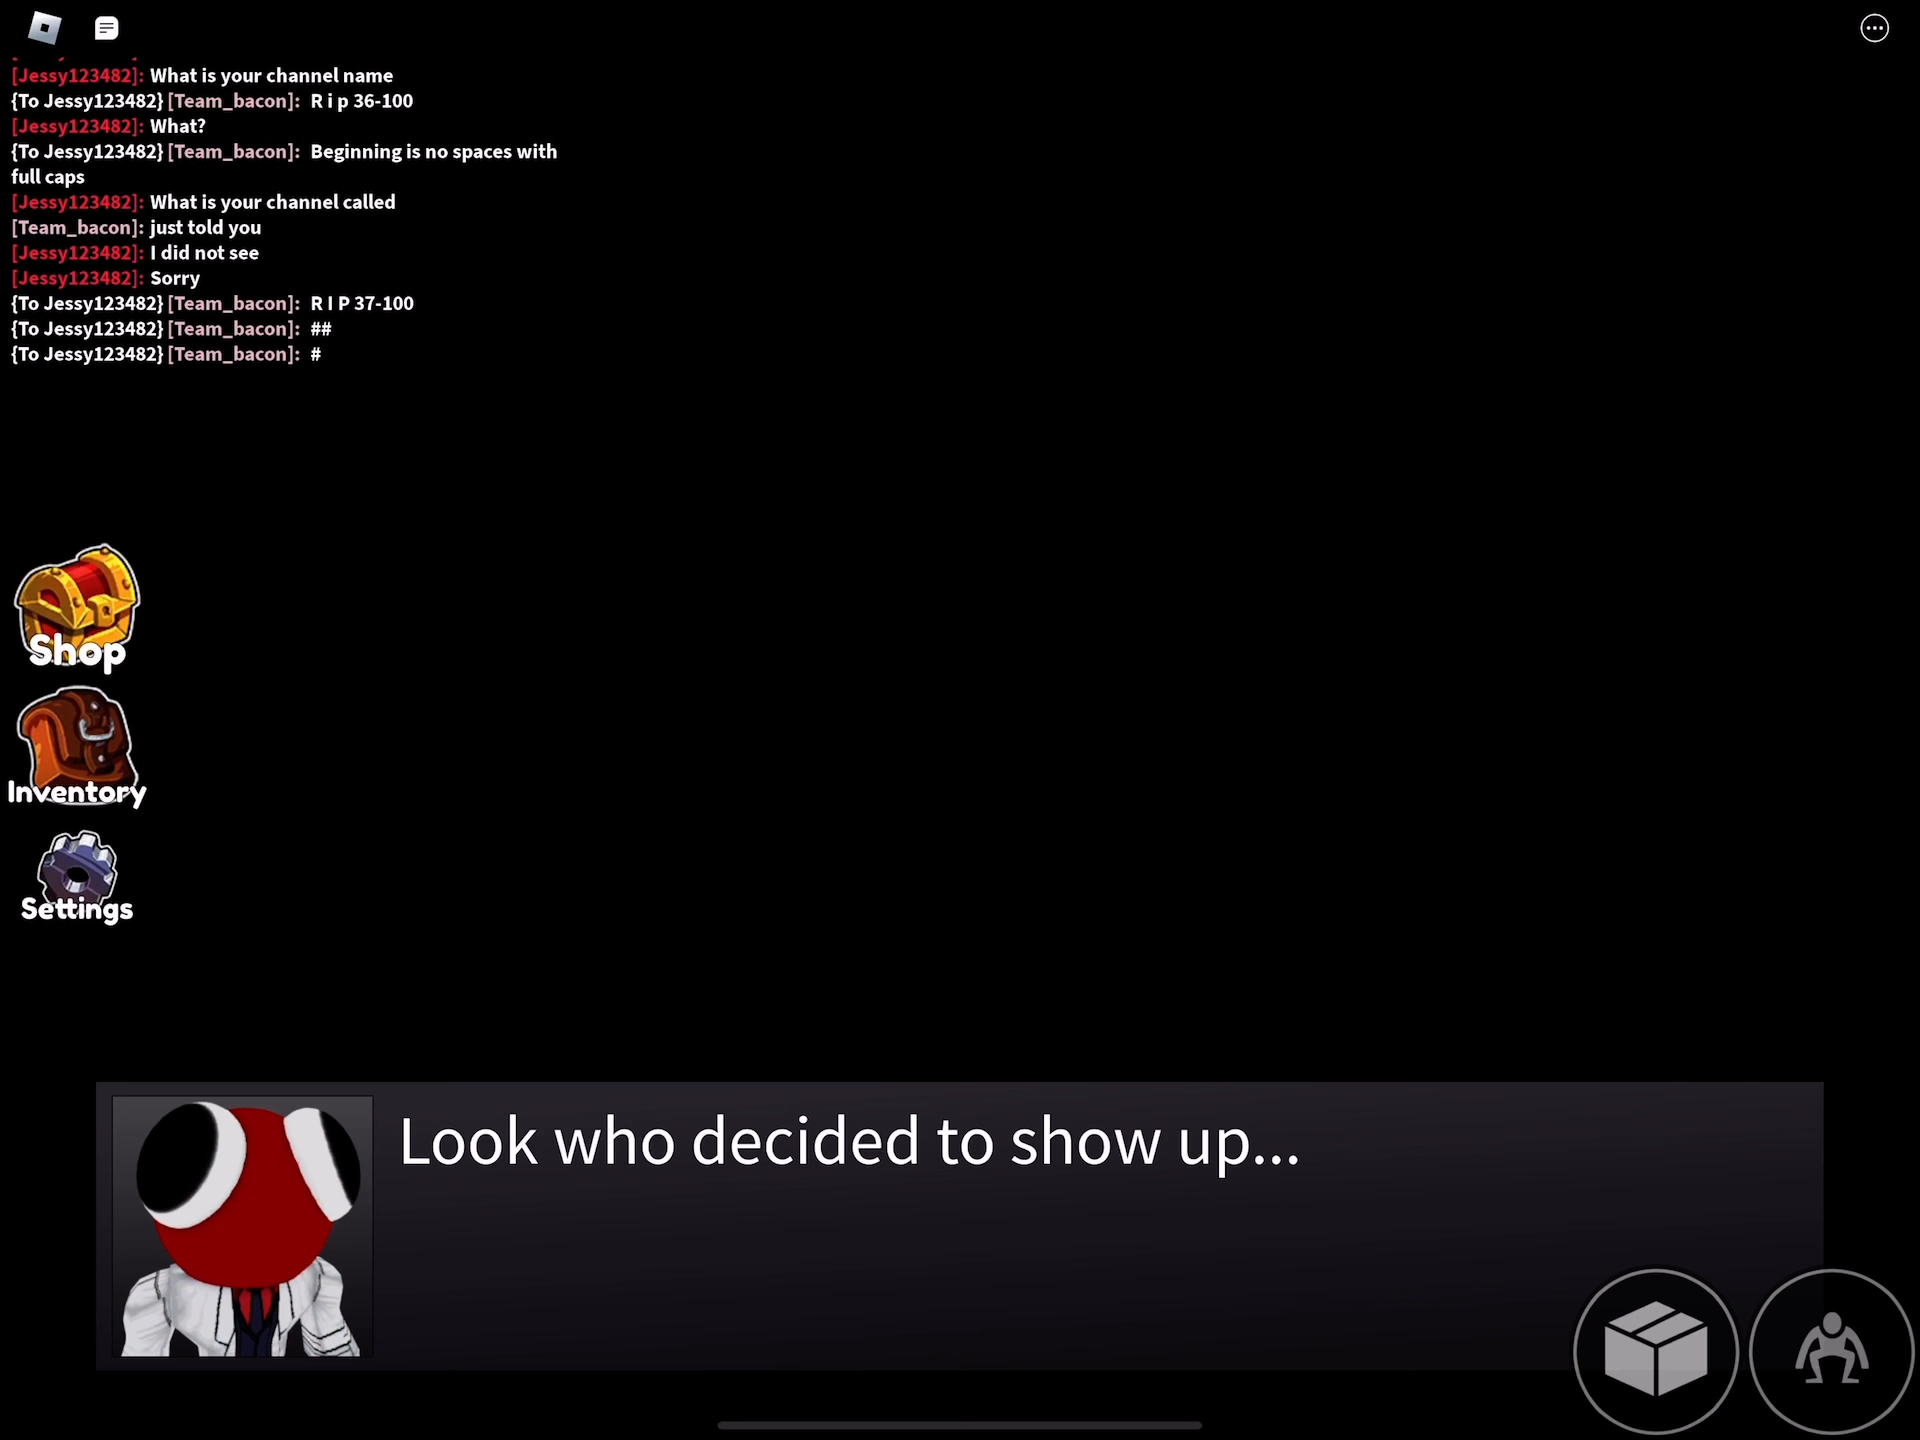 [Jessy123482]: What is your channel name
{To Jessy123482} [Team_bacon]: R i p 36-100
[Jessy123482]: What?
{To Jessy123482} [Team_bacon]: Beginning is no spaces with
full caps
[Jessy123482]: What is your channel called
[Team_bacon]: just told you
[Jessy123482]: I did not see
[Jessy123482]: Sorry
{To Jessy123482} [Team_bacon]: R I P 37-100
{To Jessy123482} [Team_bacon]: ##
{To Jessy123482} [Team_bacon]: #
Shop
Inventory
Settings
Look who decided to show up...